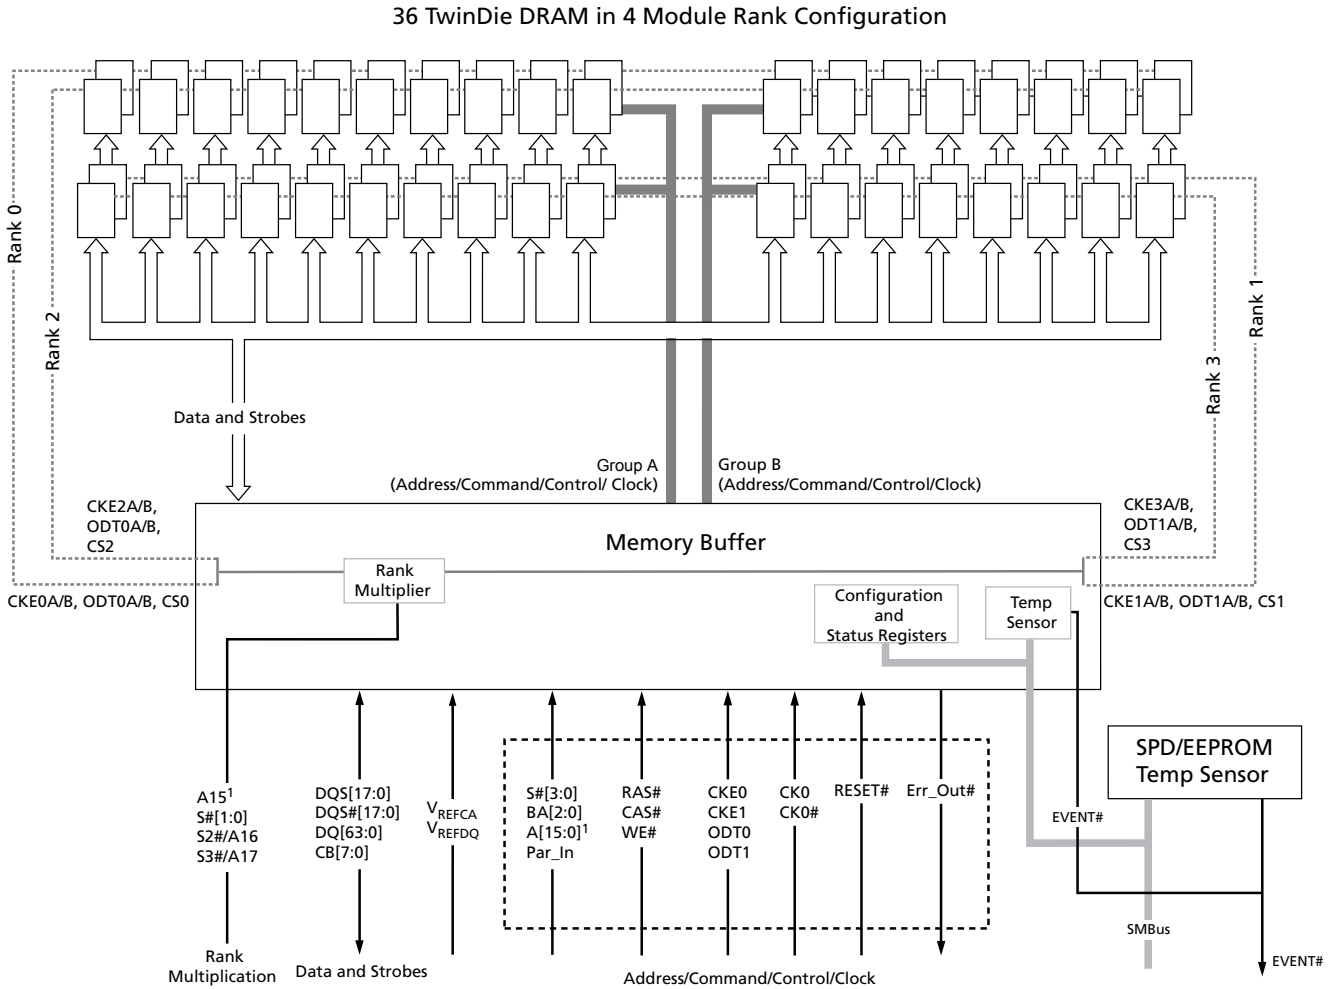 36 TwinDie DRAM in 4 Module Rank Configuration
Rank 0
Rank 2
Rank 1
Rank 3
Data and Strobes
Group A
(Address/Command/Control/ Clock)
Group B
(Address/Command/Control/Clock)
CKE2A/B,
ODT0A/B,
CS2
CKE3A/B,
ODT1A/B,
CS3
Memory Buffer
Rank
Multiplier
CKE0A/B, ODT0A/B, CS0
CKE1A/B, ODT1A/B, CS1
Configuration
and
Status Registers
Temp
Sensor
SPD/EEPROM
Temp Sensor
A15¹
S#[1:0]
S2#/A16
S3#/A17
DQS[17:0]
DQS#[17:0]
DQ[63:0]
CB[7:0]
VREFCA
VREFDQ
S#[3:0]
BA[2:0]
A[15:0]¹
Par_In
RAS#
CAS#
WE#
CKE0
CKE1
ODT0
ODT1
CK0
CK0#
RESET#
Err_Out#
EVENT#
SMBus
EVENT#
Rank
Multiplication
Data and Strobes
Address/Command/Control/Clock